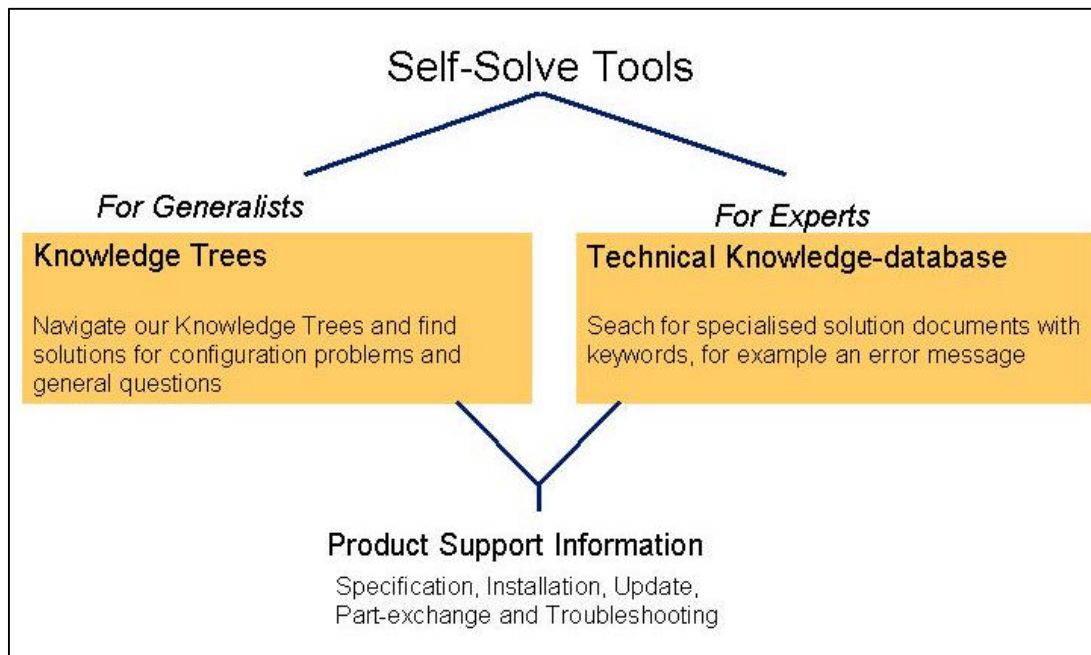 Self-Solve Tools
For Generalists
Knowledge Trees
Navigate our Knowledge Trees and find
solutions for configuration problems and
general questions
For Experts
Technical Knowledge-database
Seach for specialised solution documents with
keywords, for example an error message
Product Support Information
Specification, Installation, Update,
Part-exchange and Troubleshooting